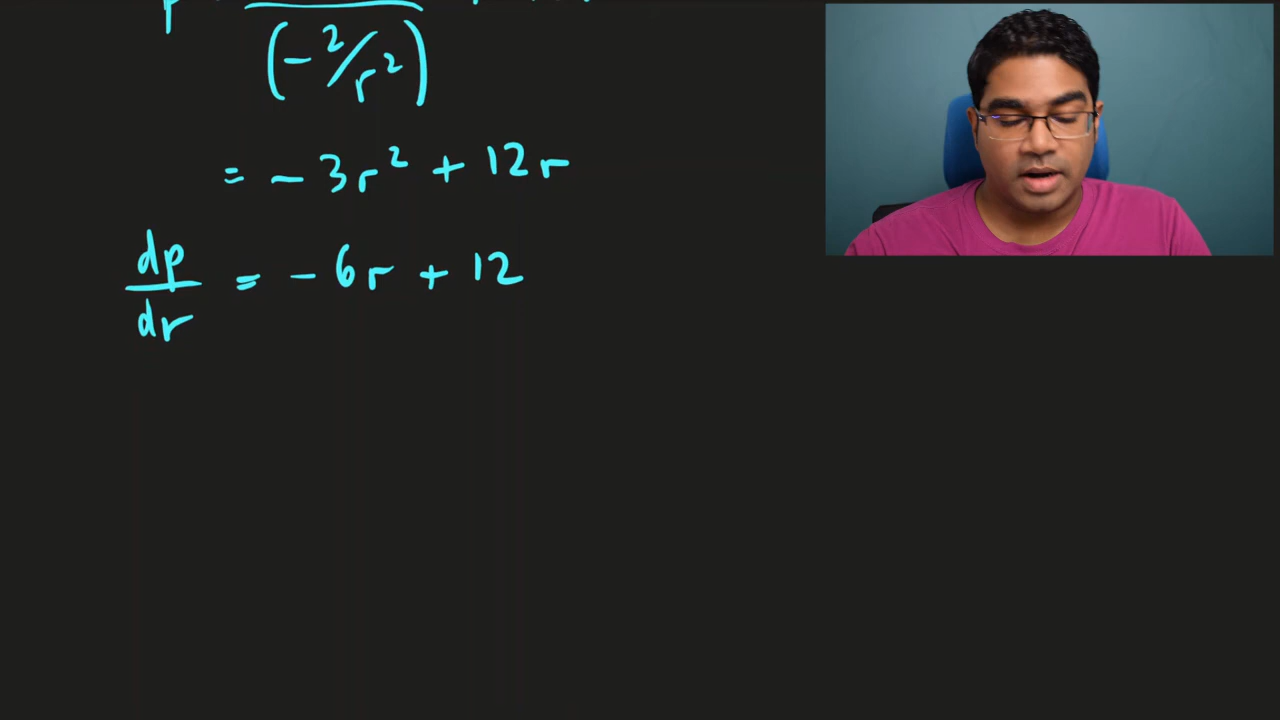 (-2/r²)
= -3r² + 12r
dp/dr = -6r + 12